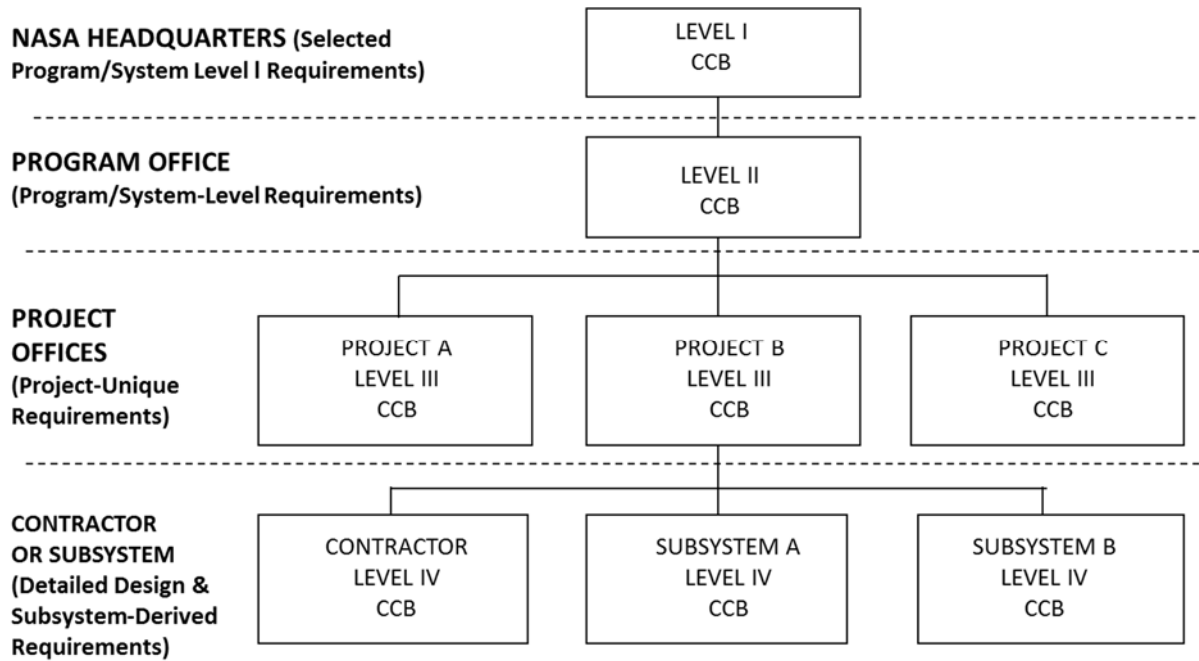 NASA HEADQUARTERS (Selected
Program/System Level l Requirements)
LEVEL I
CCB
PROGRAM OFFICE
(Program/System-Level Requirements)
LEVEL II
CCB
PROJECT
OFFICES
(Project-Unique
Requirements)
PROJECT A
LEVEL III
CCB
PROJECT B
LEVEL III
CCB
PROJECT C
LEVEL III
CCB
CONTRACTOR
OR SUBSYSTEM
(Detailed Design &
Subsystem-Derived
Requirements)
CONTRACTOR
LEVEL IV
CCB
SUBSYSTEM A
LEVEL IV
CCB
SUBSYSTEM B
LEVEL IV
CCB